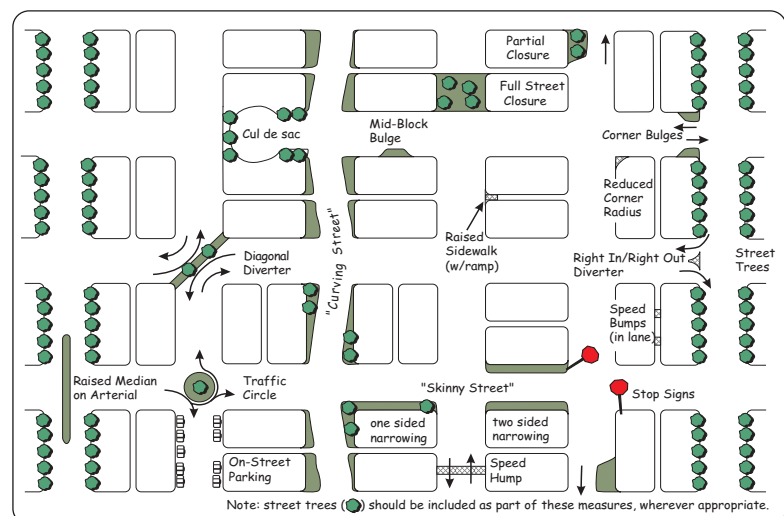 Partial
Closure
Full Street
Closure
Cul de sac
Mid-Block
Bulge
Corner Bulges
Reduced
Corner
Radius
"Curving Street"
Raised
Sidewalk
(w/ramp)
Diagonal
Diverter
Right In/Right Out
Diverter
Street
Trees
Speed
Bumps
(in lane)
Raised Median
on Arterial
Traffic
Circle
"Skinny Street"
Stop Signs
one sided
narrowing
two sided
narrowing
On-Street
Parking
Speed
Hump
Note: street trees ( ) should be included as part of these measures, wherever appropriate.